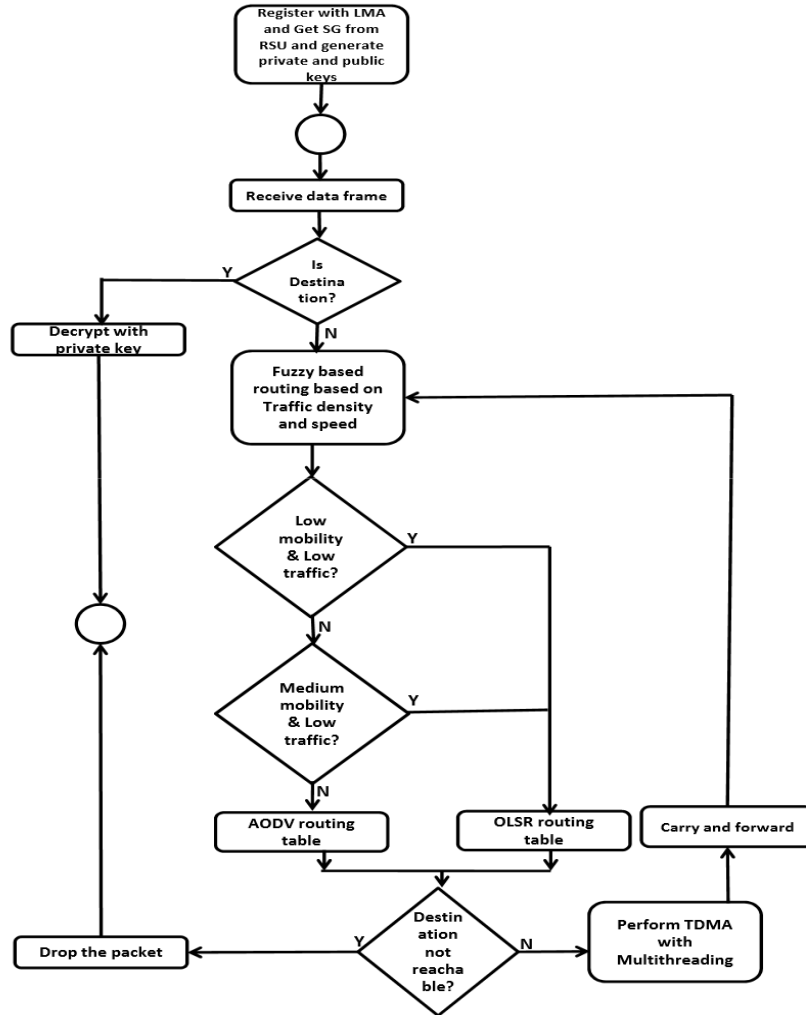 Register with LMA
and Get SG from
RSU and generate
private and public
keys
Receive data frame
Is
Destina
tion?
Y
N
Decrypt with
private key
Fuzzy based
routing based on
Traffic density
and speed
Low
mobility
& Low
traffic?
Y
N
Medium
mobility
& Low
traffic?
Y
N
AODV routing
table
OLSR routing
table
Carry and forward
Destin
ation
not
reacha
ble?
Y
N
Drop the packet
Perform TDMA
with
Multithreading